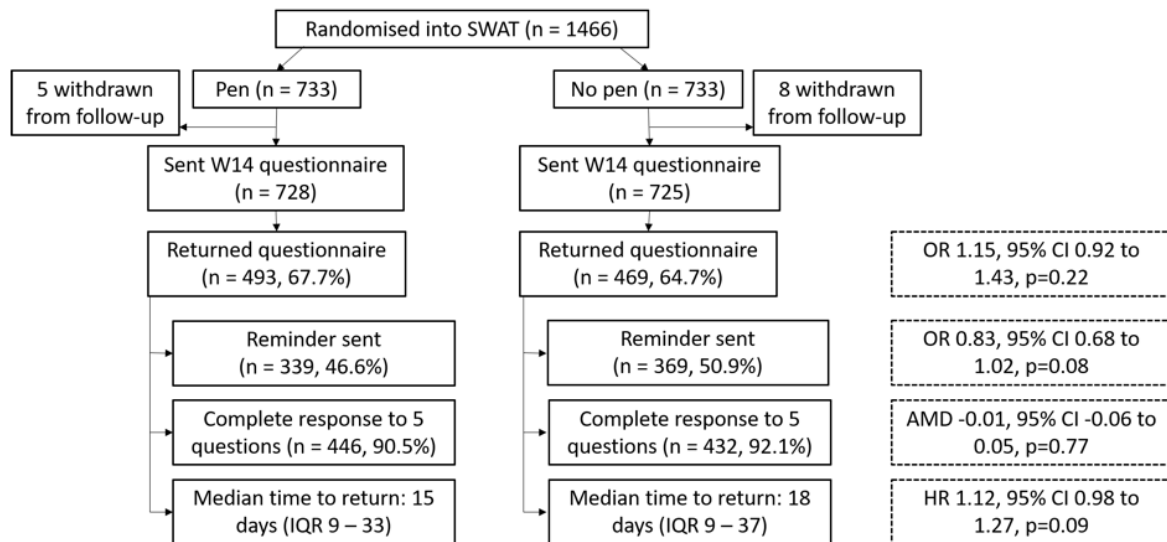 Randomised into SWAT (n = 1466)
5 withdrawn
from follow-up
Pen (n = 733)
No pen (n = 733)
8 withdrawn
from follow-up
Sent W14 questionnaire
(n = 728)
Sent W14 questionnaire
(n = 725)
Returned questionnaire
(n = 493, 67.7%)
Returned questionnaire
(n = 469, 64.7%)
OR 1.15, 95% CI 0.92 to
1.43, p=0.22
Reminder sent
(n = 339, 46.6%)
Reminder sent
(n = 369, 50.9%)
OR 0.83, 95% CI 0.68 to
1.02, p=0.08
Complete response to 5
questions (n = 446, 90.5%)
Complete response to 5
questions (n = 432, 92.1%)
AMD -0.01, 95% CI -0.06 to
0.05, p=0.77
Median time to return: 15
days (IQR 9 – 33)
Median time to return: 18
days (IQR 9 – 37)
HR 1.12, 95% CI 0.98 to
1.27, p=0.09